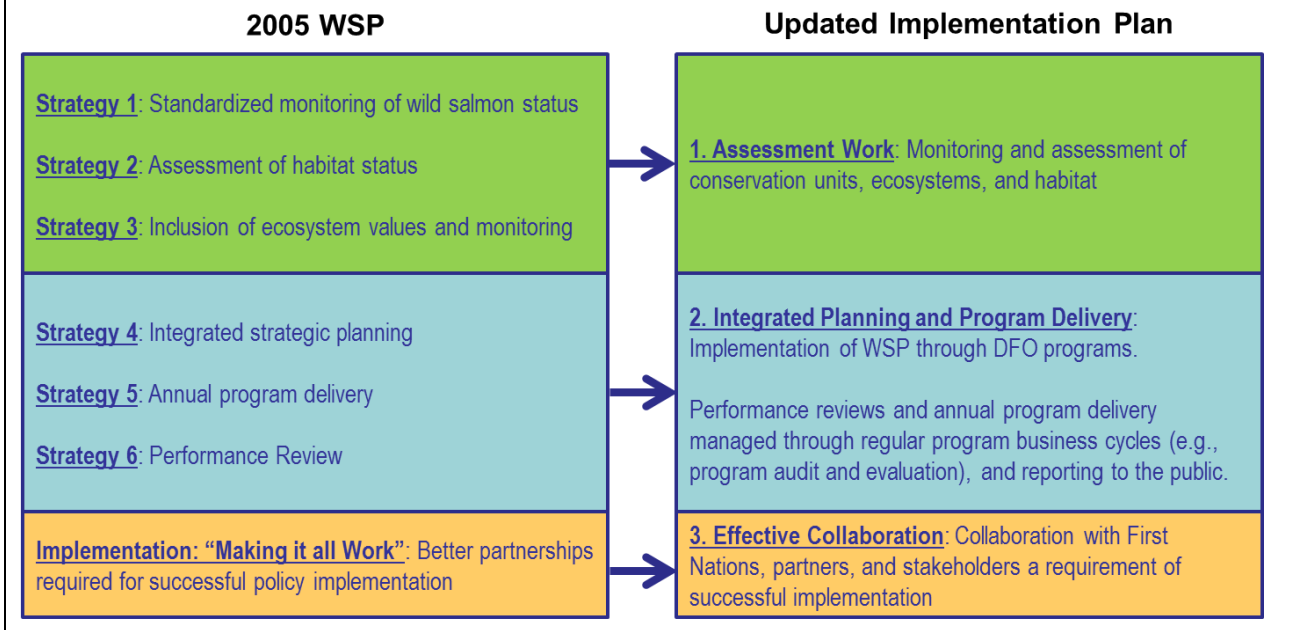 2005 WSP
Strategy 1: Standardized monitoring of wild salmon status
Strategy 2: Assessment of habitat status
Strategy 3: Inclusion of ecosystem values and monitoring
Strategy 4: Integrated strategic planning
Strategy 5: Annual program delivery
Strategy 6: Performance Review
Implementation: “Making it all Work”: Better partnerships
required for successful policy implementation
Updated Implementation Plan
1. Assessment Work: Monitoring and assessment of
conservation units, ecosystems, and habitat
2. Integrated Planning and Program Delivery:
Implementation of WSP through DFO programs.
Performance reviews and annual program delivery
managed through regular program business cycles (e.g.,
program audit and evaluation), and reporting to the public.
3. Effective Collaboration: Collaboration with First
Nations, partners, and stakeholders a requirement of
successful implementation